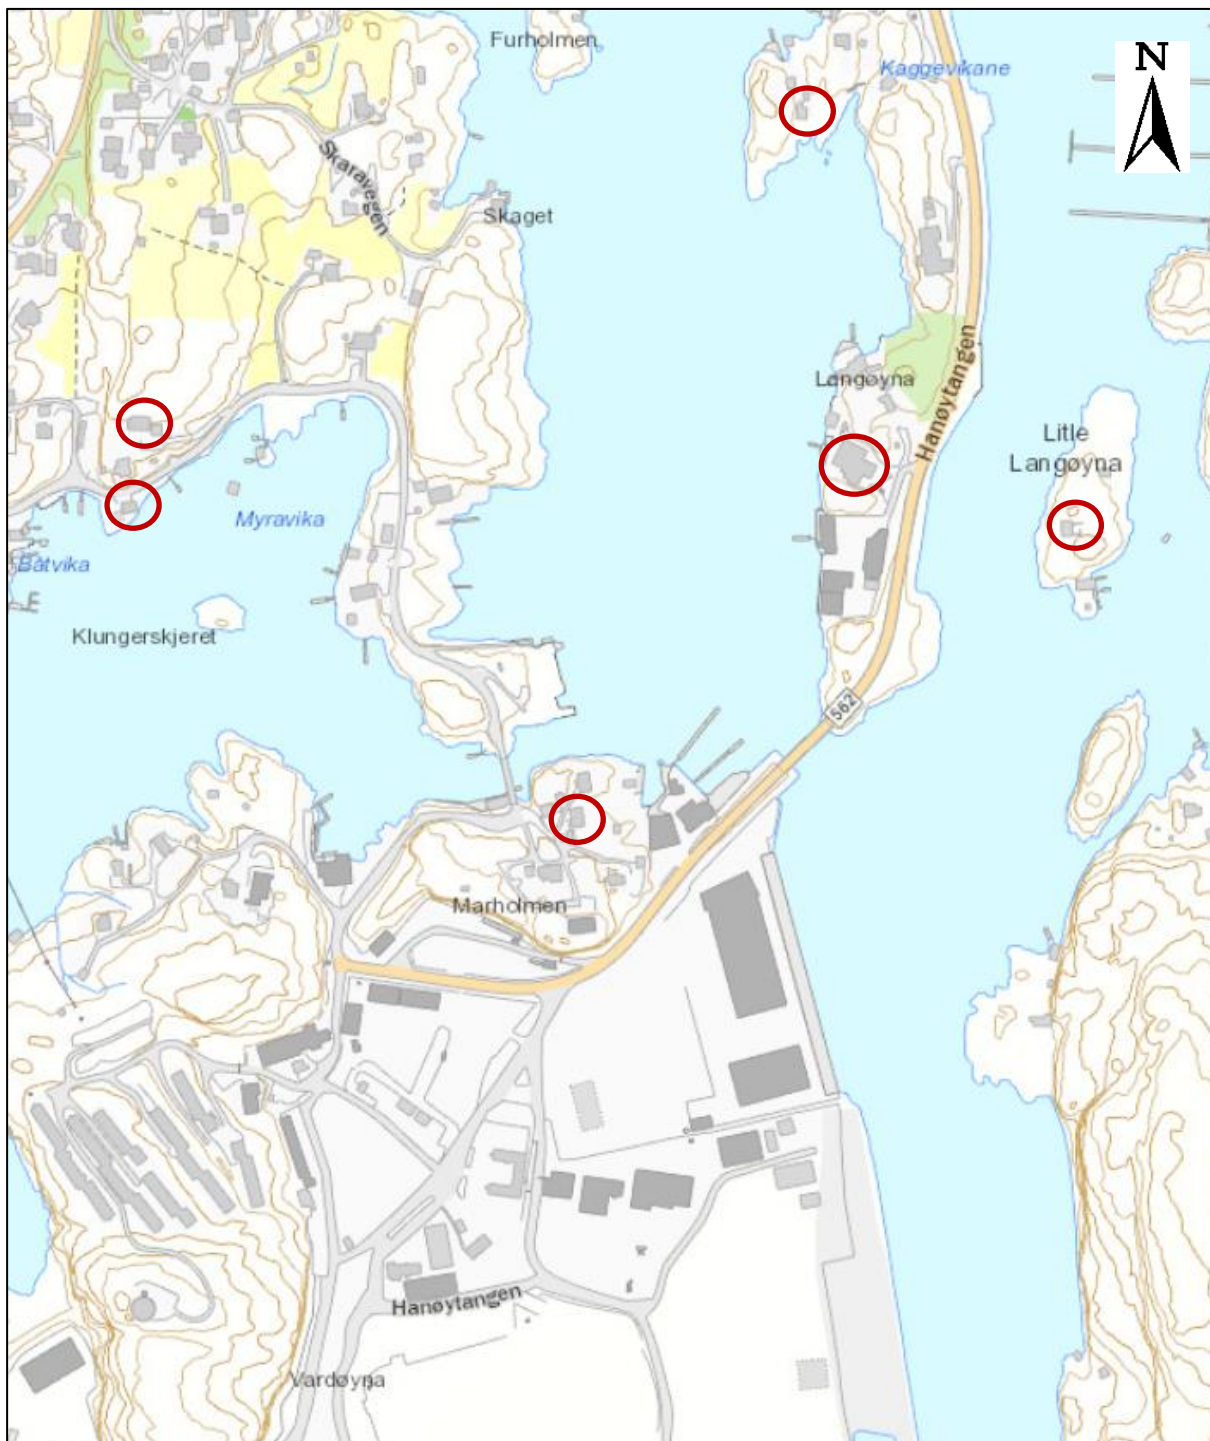 Furholmen
N
Kaggevikane
Skaravegen
Skaget
Hanøytangen
Langøyna
Litle
Langøyna
Myravika
Båtvika
Klungerskjeret
562
Marholmen
Hanøytangen
Vardøyna